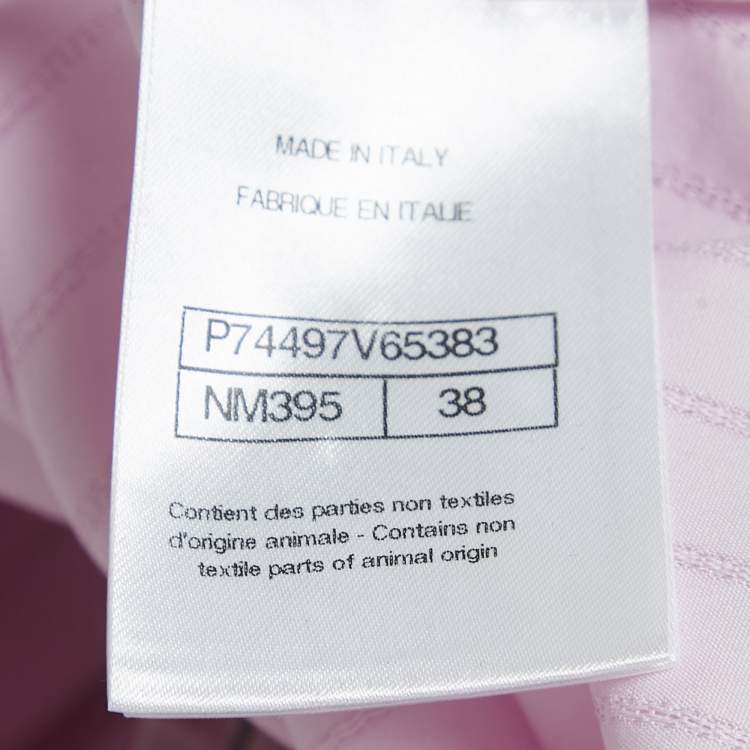 MADE IN ITALY
FABRIQUE EN ITALIE
P74497V65383
NM395 38
Contient des parties non textiles
d'origine animale - Contains non
textile parts of animal origin